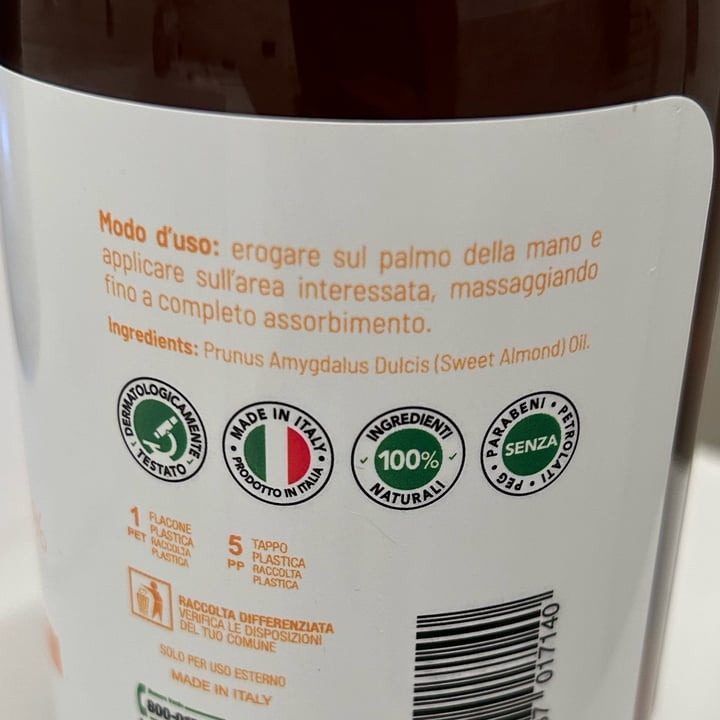 Modo d'uso: erogare sul palmo della mano e
applicare sull'area interessata, massaggiando
fino a completo assorbimento.
Ingredients: Prunus Amygdalus Dulcis (Sweet Almond) Oil.
DERMATOLOGICAMENTE
TESTATO
MADE IN ITALY
PRODOTTO IN ITALIA
INGREDIENTI
100%
NATURALI
PARABENI • PETROLATI • PEG •
SENZA
1 FLACONE
PET PLASTICA
RACCOLTA
PLASTICA
5 TAPPO
PP PLASTICA
RACCOLTA
PLASTICA
RACCOLTA DIFFERENZIATA
VERIFICA LE DISPOSIZIONI
DEL TUO COMUNE
SOLO PER USO ESTERNO
MADE IN ITALY
7 017140